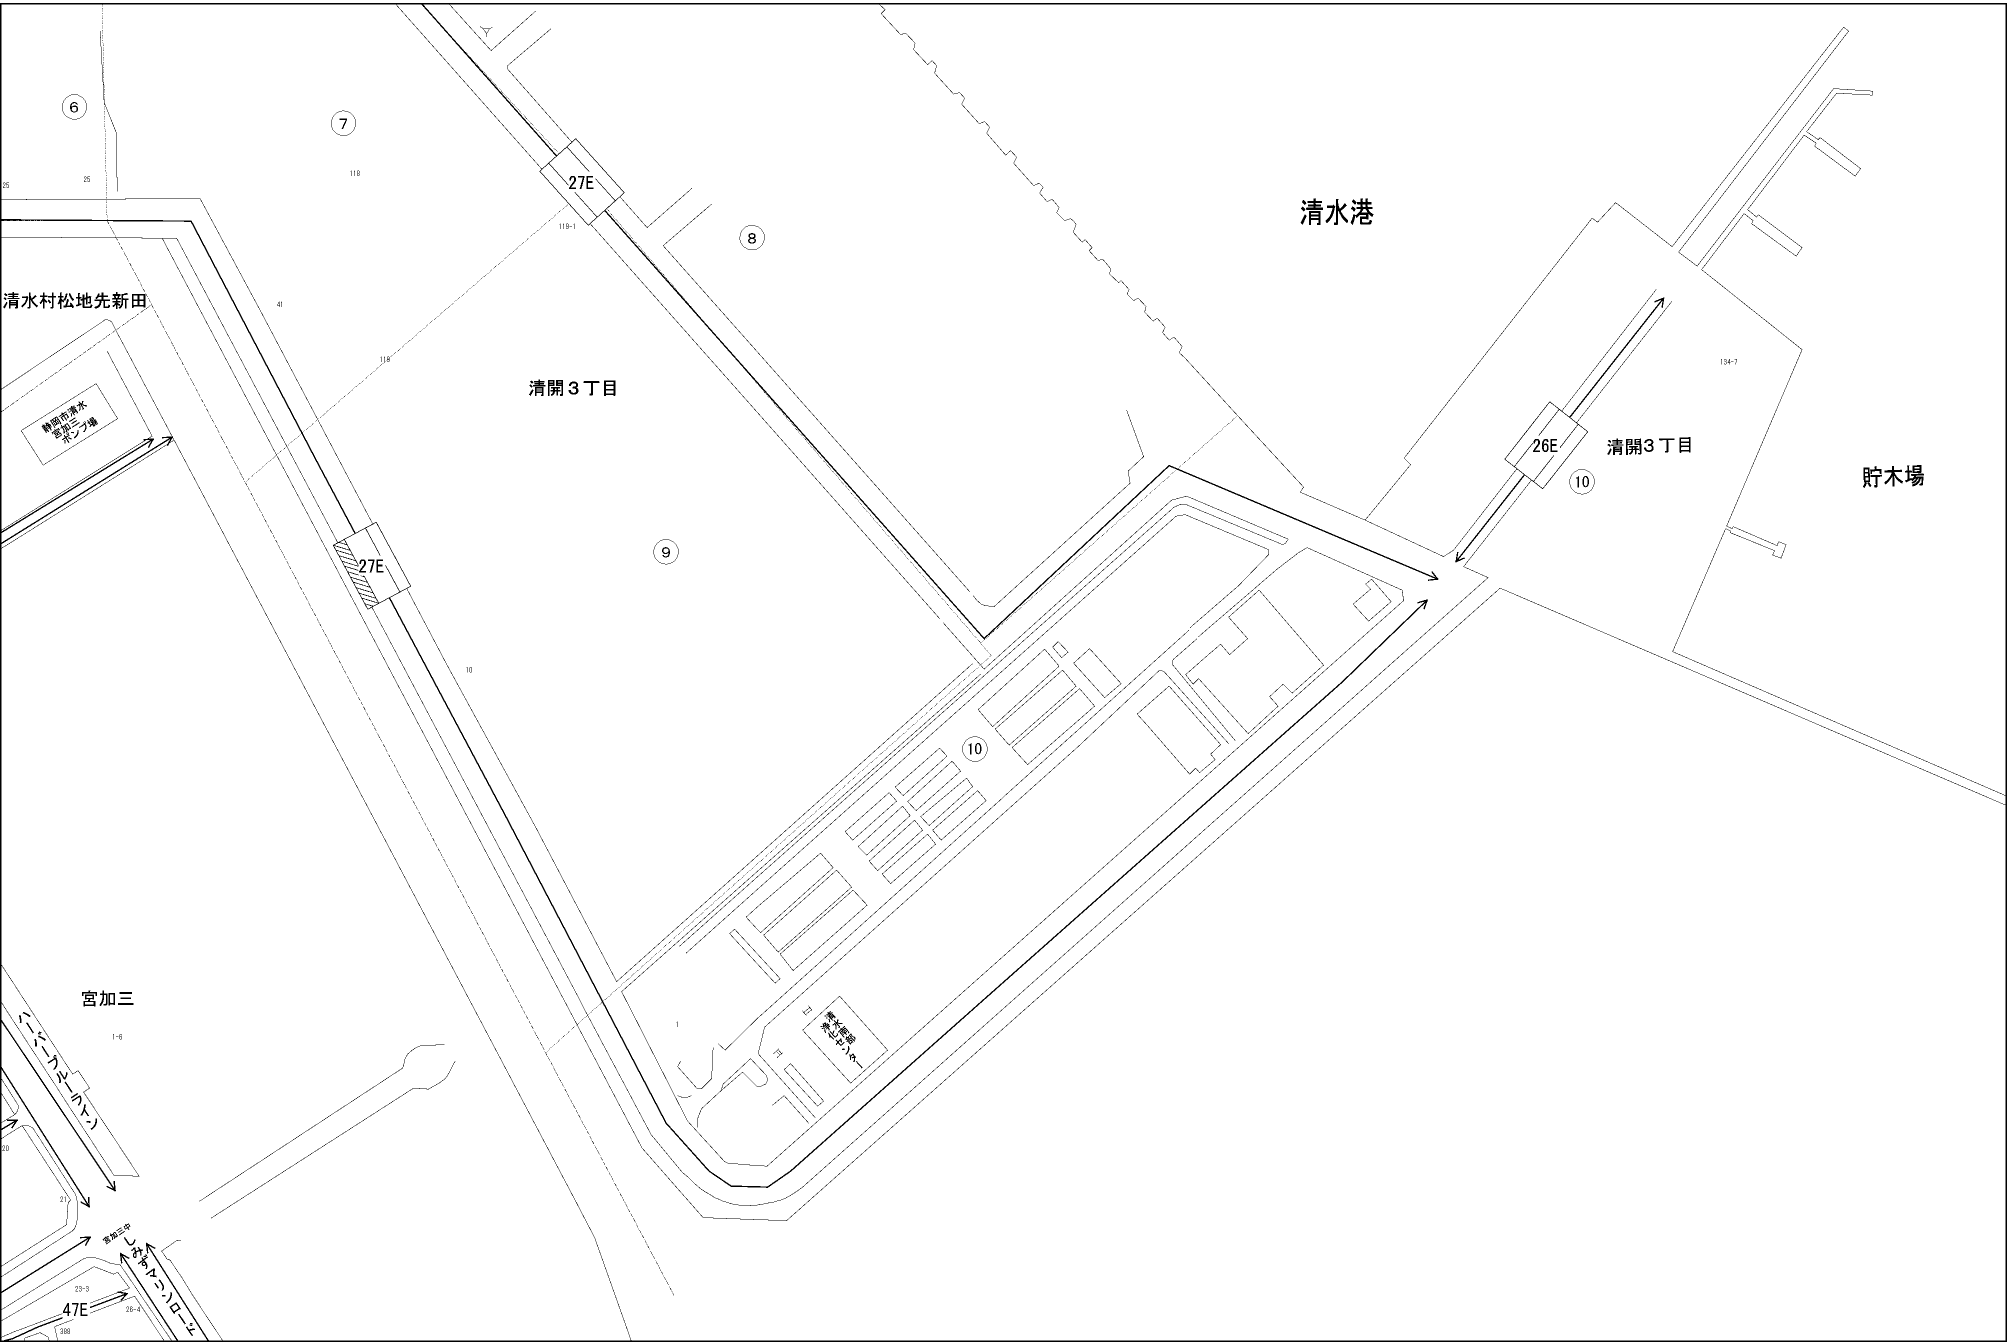 ⑥
⑦
118
25
25
27E
119-1
⑧
清水港
清水村松地先新田
41
119
清開3丁目
134-7
静岡市清水
宮加三
ポンプ場
26E
清開3丁目
⑩
貯木場
27E
⑨
10
⑩
宮加三
1-6
1
清水南部
浄化センター
ハーバーブルーライン
20
21
宮加三中
しみずマリンロード
23-3
26-4
47E
388